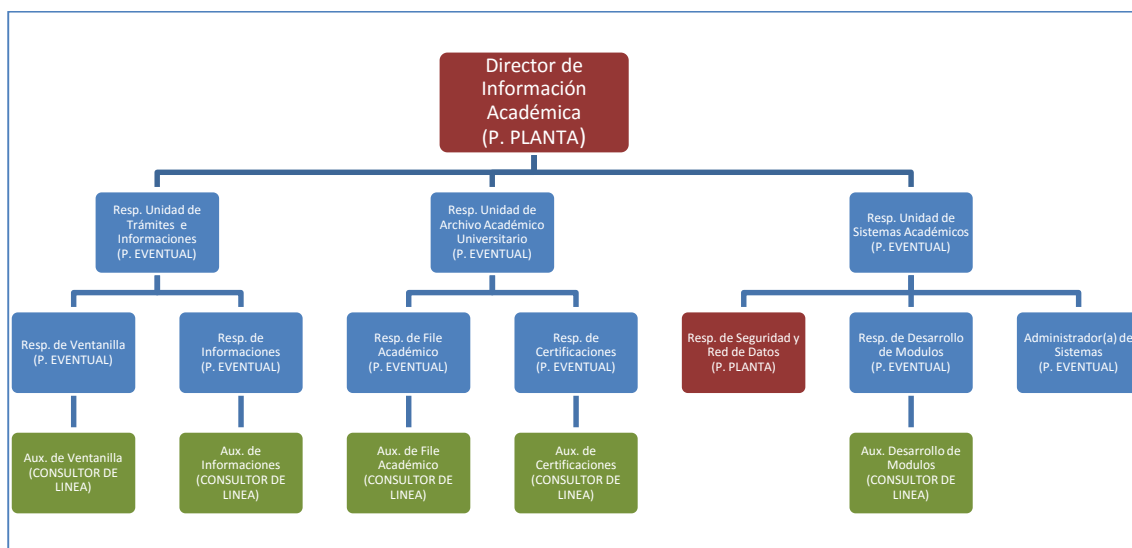 Director de
Información
Académica
(P. PLANTA)
Resp. Unidad de
Trámites e
Informaciones
(P. EVENTUAL)
Resp. Unidad de
Archivo Académico
Universitario
(P. EVENTUAL)
Resp. Unidad de
Sistemas Académicos
(P. EVENTUAL)
Resp. de Ventanilla
(P. EVENTUAL)
Resp. de
Informaciones
(P. EVENTUAL)
Resp. de File
Académico
(P. EVENTUAL)
Resp. de
Certificaciones
(P. EVENTUAL)
Resp. de Seguridad y
Red de Datos
(P. PLANTA)
Resp. de Desarrollo
de Modulos
(P. EVENTUAL)
Administrador(a) de
Sistemas
(P. EVENTUAL)
Aux. de Ventanilla
(CONSULTOR DE
LINEA)
Aux. de
Informaciones
(CONSULTOR DE
LINEA)
Aux. de File
Académico
(CONSULTOR DE
LINEA)
Aux. de
Certificaciones
(CONSULTOR DE
LINEA)
Aux. Desarrollo de
Modulos
(CONSULTOR DE
LINEA)